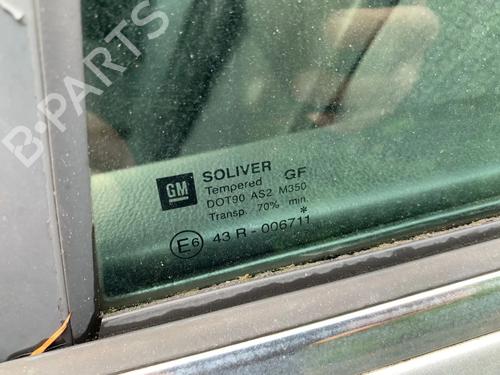 B-PARTS
GM
SOLIVER
Tempered GF
DOT90 AS2 M350
Transp. 70% min.
E6 43 R - 006711
*